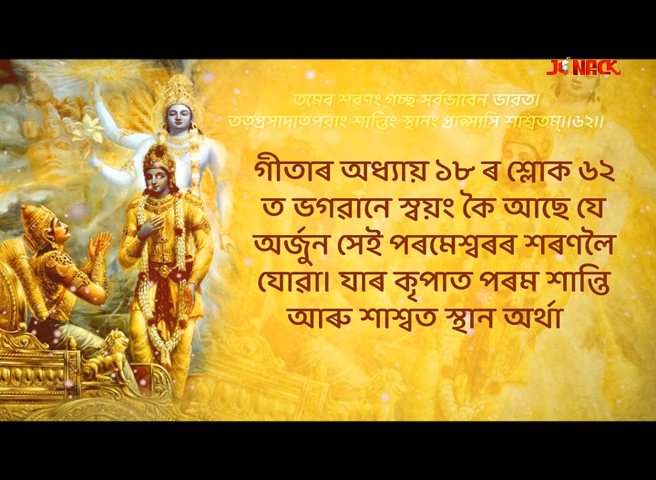 JONACK
তমেৱ শৰণং গচ্ছ সৰ্বভাবেন ভাৰত।
তত্প্ৰসাদাত্পৰাং শান্তিং স্থানং প্ৰাপ্স্যসি শাশ্বতম্৷৷৬২৷৷
গীতাৰ অধ্যায় ১৮ ৰ শ্লোক ৬২
ত ভগৱানে স্বয়ং কৈ আছে যে
অৰ্জুন সেই পৰমেশ্বৰৰ শৰণলৈ
যোৱা। যাৰ কৃপাত পৰম শান্তি
আৰু শাশ্বত স্থান অৰ্থা